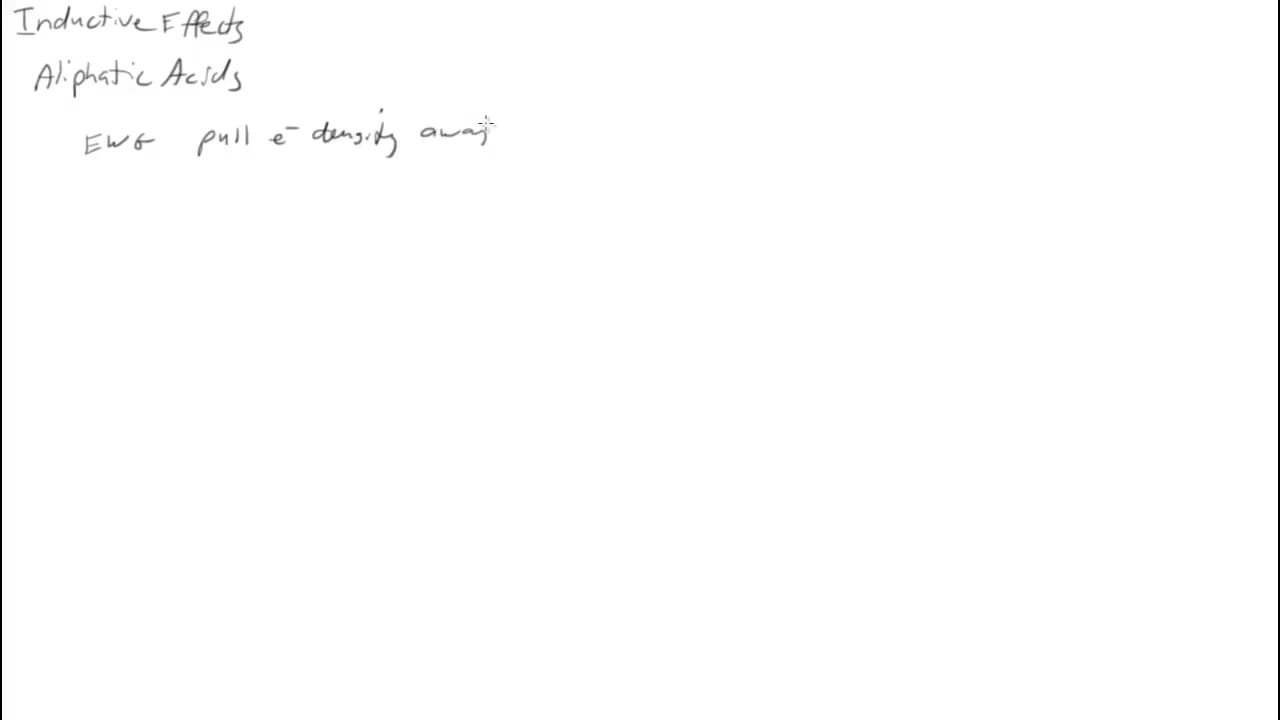 Inductive Effects
Aliphatic Acids
EWG pull e⁻ density away